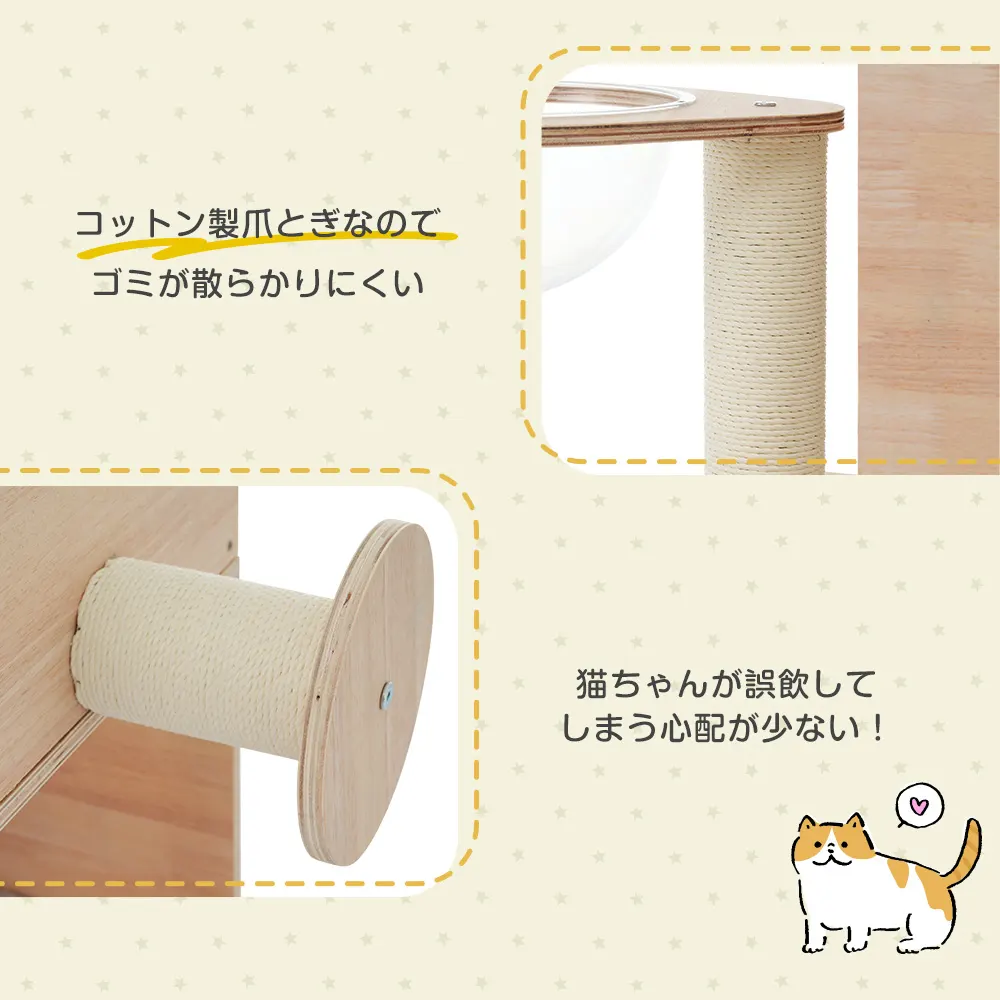 コットン製爪とぎなので
ゴミが散らかりにくい
猫ちゃんが誤飲して
しまう心配が少ない！